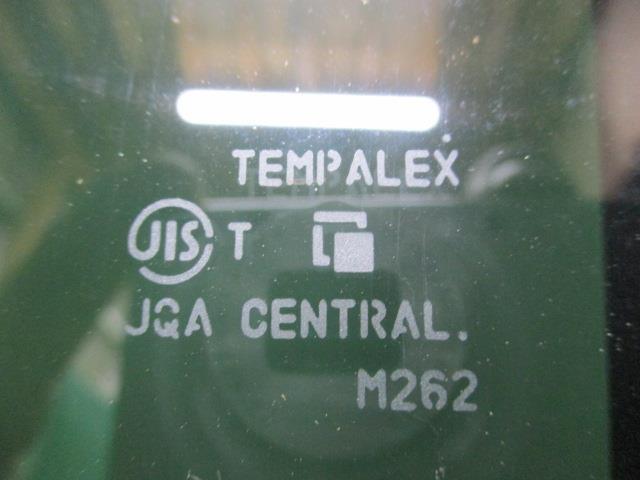 TEMPALEX
JIS T
JQA CENTRAL.
M262